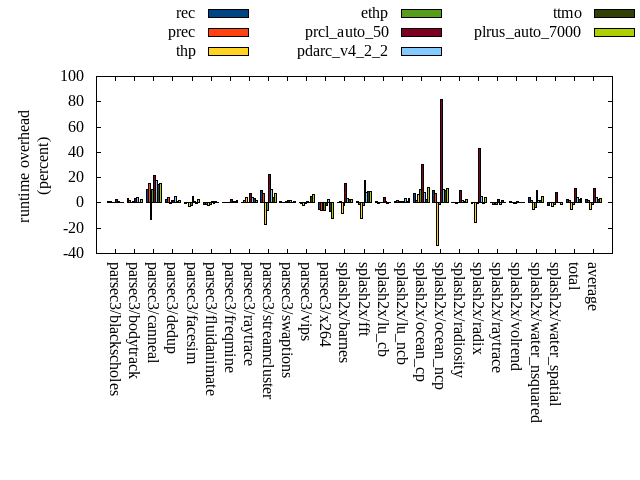 rec
prec
thp
ethp
prcl_auto_50
pdarc_v4_2_2
ttmo
plrus_auto_7000
runtime overhead
(percent)
100
80
60
40
20
0
-20
-40
parsec3/blackscholes
parsec3/bodytrack
parsec3/canneal
parsec3/dedup
parsec3/facesim
parsec3/fluidanimate
parsec3/freqmine
parsec3/raytrace
parsec3/streamcluster
parsec3/swaptions
parsec3/vips
parsec3/x264
splash2x/barnes
splash2x/fft
splash2x/lu_cb
splash2x/lu_ncb
splash2x/ocean_cp
splash2x/ocean_ncp
splash2x/radiosity
splash2x/radix
splash2x/raytrace
splash2x/volrend
splash2x/water_nsquared
splash2x/water_spatial
total
average